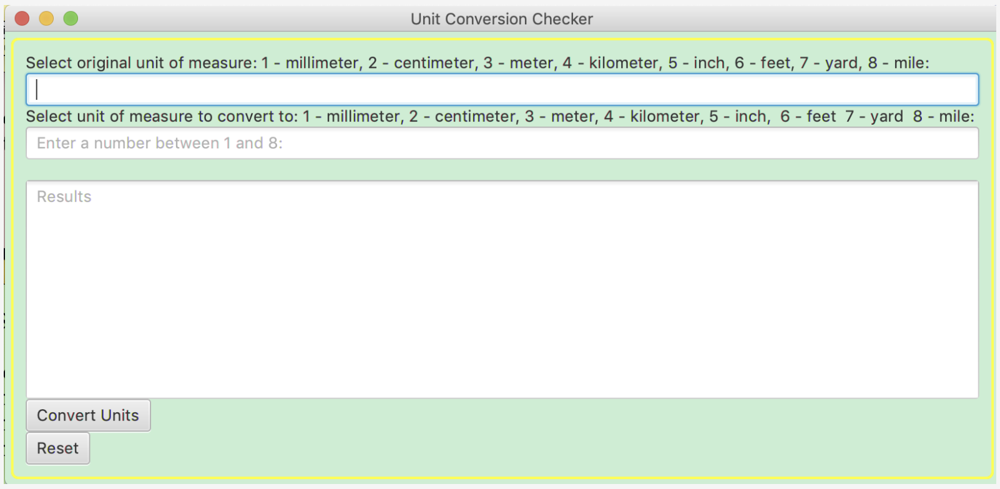 Unit Conversion Checker
Select original unit of measure: 1 - millimeter, 2 - centimeter, 3 - meter, 4 - kilometer, 5 - inch, 6 - feet, 7 - yard, 8 - mile:
Select unit of measure to convert to: 1 - millimeter, 2 - centimeter, 3 - meter, 4 - kilometer, 5 - inch,  6 - feet  7 - yard  8 - mile:
Enter a number between 1 and 8:
Results
Convert Units
Reset